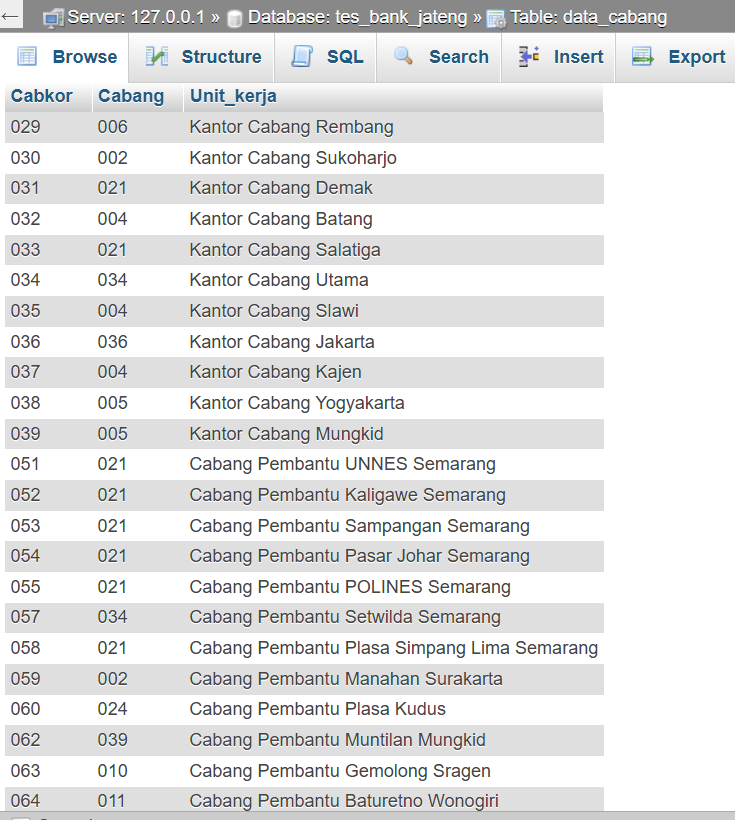 ← Server: 127.0.0.1 » Database: tes_bank_jateng » Table: data_cabang
Browse Structure SQL Search Insert Export
Cabkor Cabang Unit_kerja
029 006 Kantor Cabang Rembang
030 002 Kantor Cabang Sukoharjo
031 021 Kantor Cabang Demak
032 004 Kantor Cabang Batang
033 021 Kantor Cabang Salatiga
034 034 Kantor Cabang Utama
035 004 Kantor Cabang Slawi
036 036 Kantor Cabang Jakarta
037 004 Kantor Cabang Kajen
038 005 Kantor Cabang Yogyakarta
039 005 Kantor Cabang Mungkid
051 021 Cabang Pembantu UNNES Semarang
052 021 Cabang Pembantu Kaligawe Semarang
053 021 Cabang Pembantu Sampangan Semarang
054 021 Cabang Pembantu Pasar Johar Semarang
055 021 Cabang Pembantu POLINES Semarang
057 034 Cabang Pembantu Setwilda Semarang
058 021 Cabang Pembantu Plasa Simpang Lima Semarang
059 002 Cabang Pembantu Manahan Surakarta
060 024 Cabang Pembantu Plasa Kudus
062 039 Cabang Pembantu Muntilan Mungkid
063 010 Cabang Pembantu Gemolong Sragen
064 011 Cabang Pembantu Baturetno Wonogiri